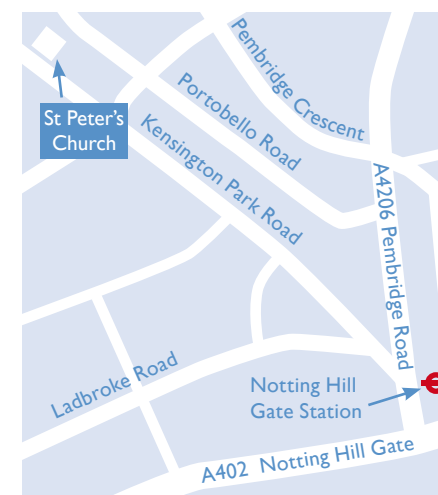 Pembridge Crescent
Portobello Road
St Peter's
Church
Kensington Park Road
A4206 Pembridge Road
Ladbroke Road
Notting Hill
Gate Station
A402 Notting Hill Gate